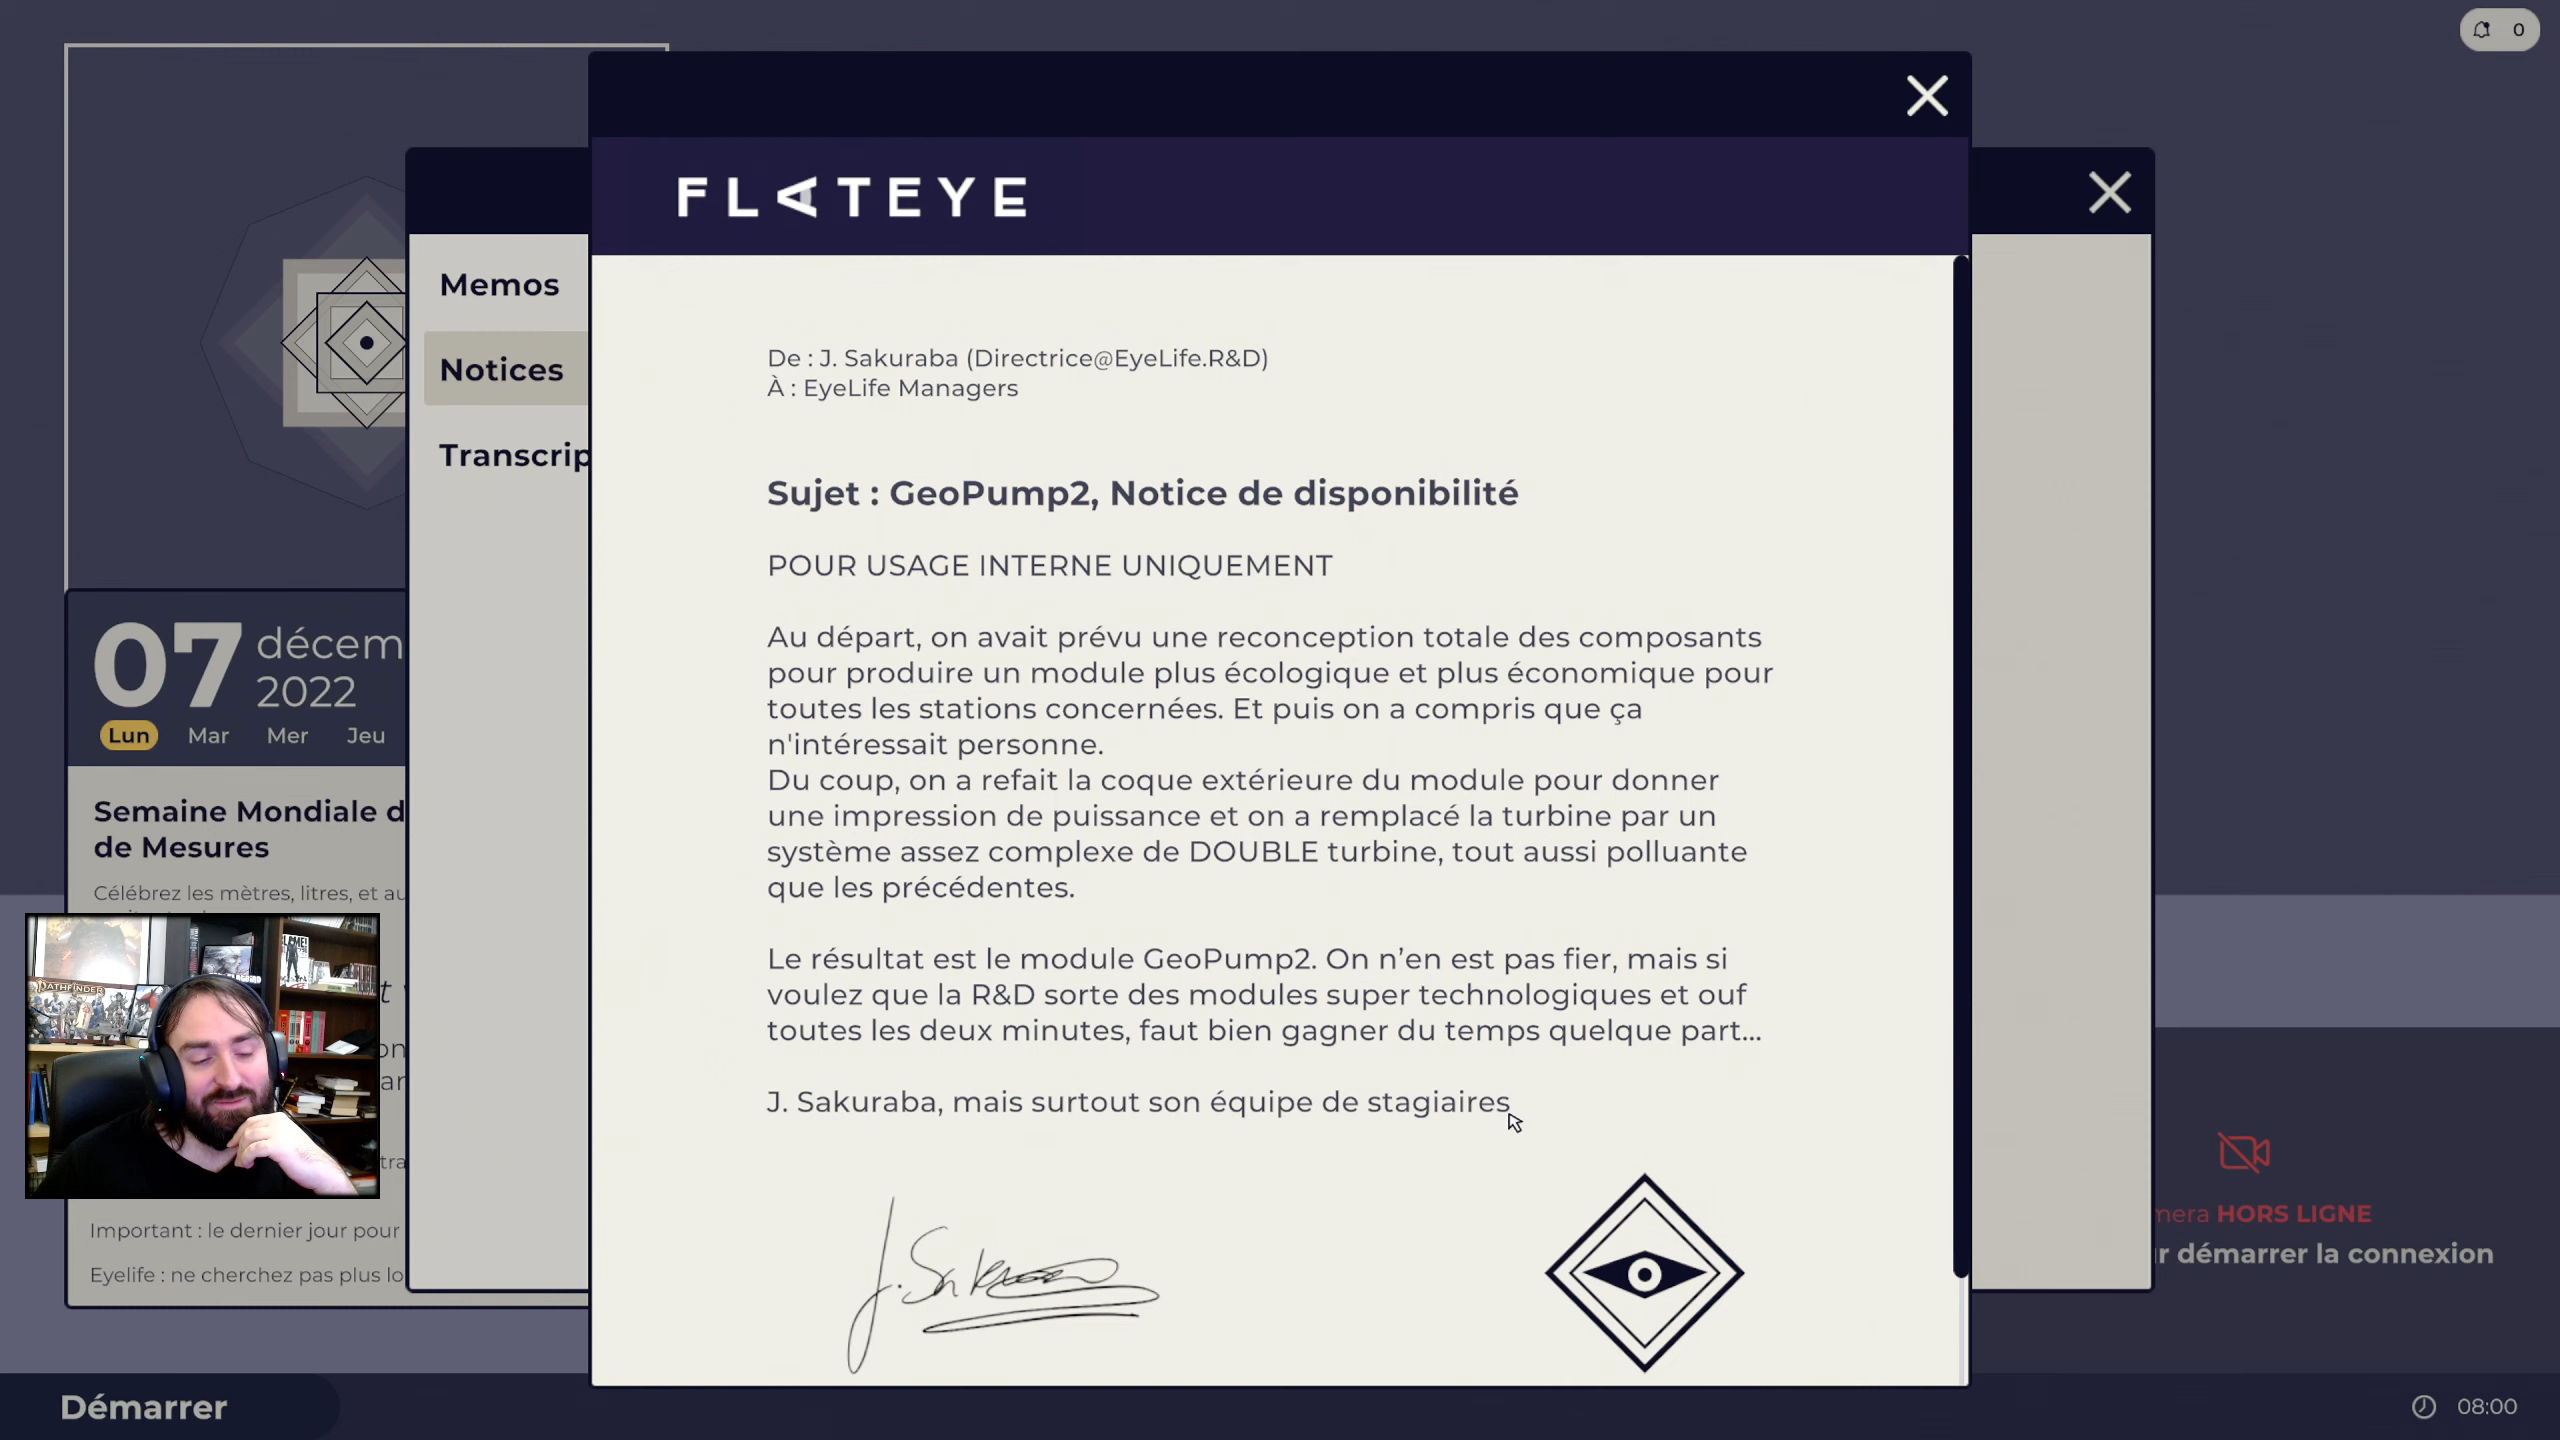 0
FLATEYE
Memos
Notices
Transcrip
De : J. Sakuraba (Directrice@EyeLife.R&D)
À : EyeLife Managers
Sujet : GeoPump2, Notice de disponibilité
POUR USAGE INTERNE UNIQUEMENT
Au départ, on avait prévu une reconception totale des composants
pour produire un module plus écologique et plus économique pour
toutes les stations concernées. Et puis on a compris que ça
n'intéressait personne.
Du coup, on a refait la coque extérieure du module pour donner
une impression de puissance et on a remplacé la turbine par un
système assez complexe de DOUBLE turbine, tout aussi polluante
que les précédentes.
Le résultat est le module GeoPump2. On n’en est pas fier, mais si
voulez que la R&D sorte des modules super technologiques et ouf
toutes les deux minutes, faut bien gagner du temps quelque part...
J. Sakuraba, mais surtout son équipe de stagiaires
07 décem
2022
Lun Mar Mer Jeu
Semaine Mondiale d
de Mesures
Célébrez les mètres, litres, et au
PATHFINDER
BLAME!
tra
Important : le dernier jour pour
Eyelife : ne cherchez pas plus lo
mera HORS LIGNE
r démarrer la connexion
Démarrer
08:00